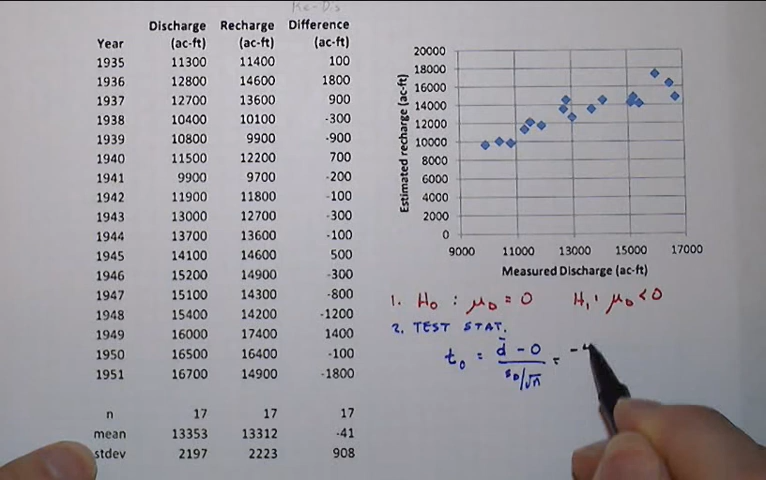 Re-Dis
Discharge Recharge Difference
Year (ac-ft) (ac-ft) (ac-ft)
1935 11300 11400 100
1936 12800 14600 1800
1937 12700 13600 900
1938 10400 10100 -300
1939 10800 9900 -900
1940 11500 12200 700
1941 9900 9700 -200
1942 11900 11800 -100
1943 13000 12700 -300
1944 13700 13600 -100
1945 14100 14600 500
1946 15200 14900 -300
1947 15100 14300 -800
1948 15400 14200 -1200
1949 16000 17400 1400
1950 16500 16400 -100
1951 16700 14900 -1800
n 17 17 17
mean 13353 13312 -41
stdev 2197 2223 908
Estimated recharge (ac-ft)
20000
18000
16000
14000
12000
10000
8000
6000
4000
2000
0
9000 11000 13000 15000 17000
Measured Discharge (ac-ft)
1. H₀ : μ_D = 0 H₁: μ_D < 0
2. TEST STAT.
t₀ = (d̄ - 0)/(s_D/√n) = -4